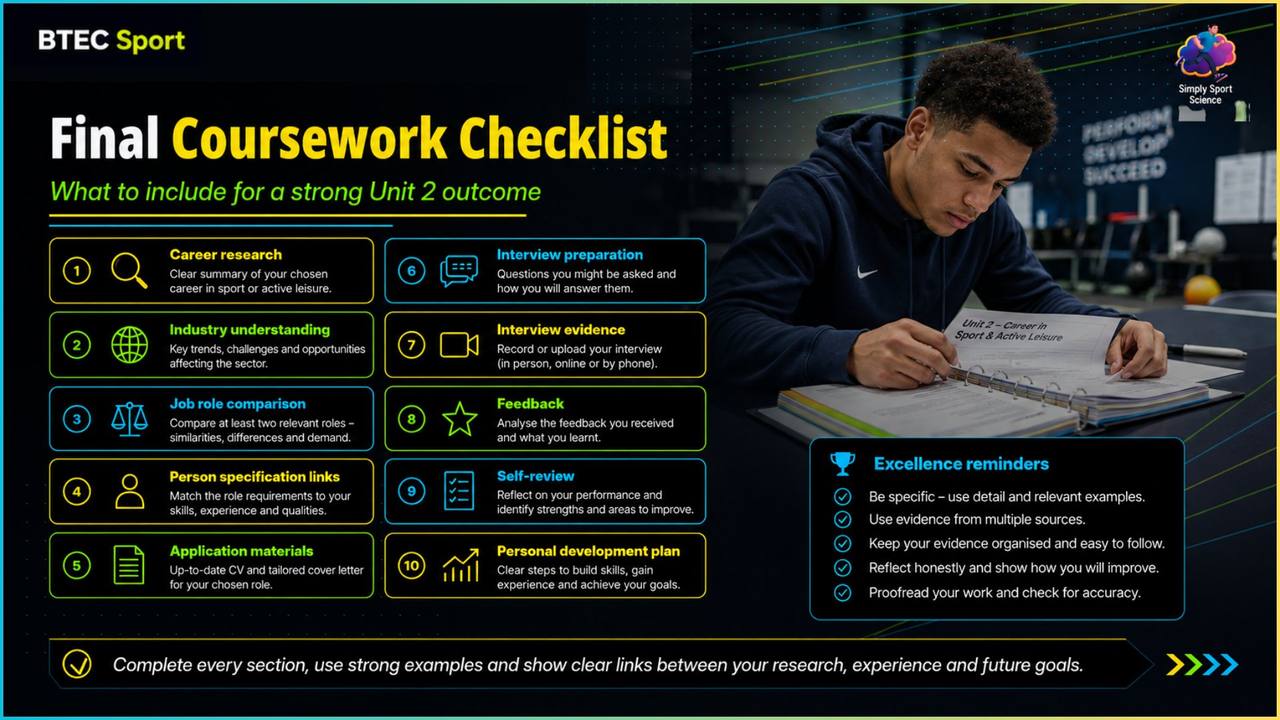 BTEC Sport
Simply Sport
Science
Final Coursework Checklist
What to include for a strong Unit 2 outcome
1
Career research
Clear summary of your chosen
career in sport or active leisure.
2
Industry understanding
Key trends, challenges and opportunities
affecting the sector.
3
Job role comparison
Compare at least two relevant roles –
similarities, differences and demand.
4
Person specification links
Match the role requirements to your
skills, experience and qualities.
5
Application materials
Up-to-date CV and tailored cover letter
for your chosen role.
6
Interview preparation
Questions you might be asked and
how you will answer them.
7
Interview evidence
Record or upload your interview
(in person, online or by phone).
8
Feedback
Analyse the feedback you received
and what you learnt.
9
Self-review
Reflect on your performance and
identify strengths and areas to improve.
10
Personal development plan
Clear steps to build skills, gain
experience and achieve your goals.
PERFORM
DEVELOP
SUCCEED
Unit 2 – Career in
Sport & Active Leisure
Excellence reminders
Be specific – use detail and relevant examples.
Use evidence from multiple sources.
Keep your evidence organised and easy to follow.
Reflect honestly and show how you will improve.
Proofread your work and check for accuracy.
Complete every section, use strong examples and show clear links between your research, experience and future goals.